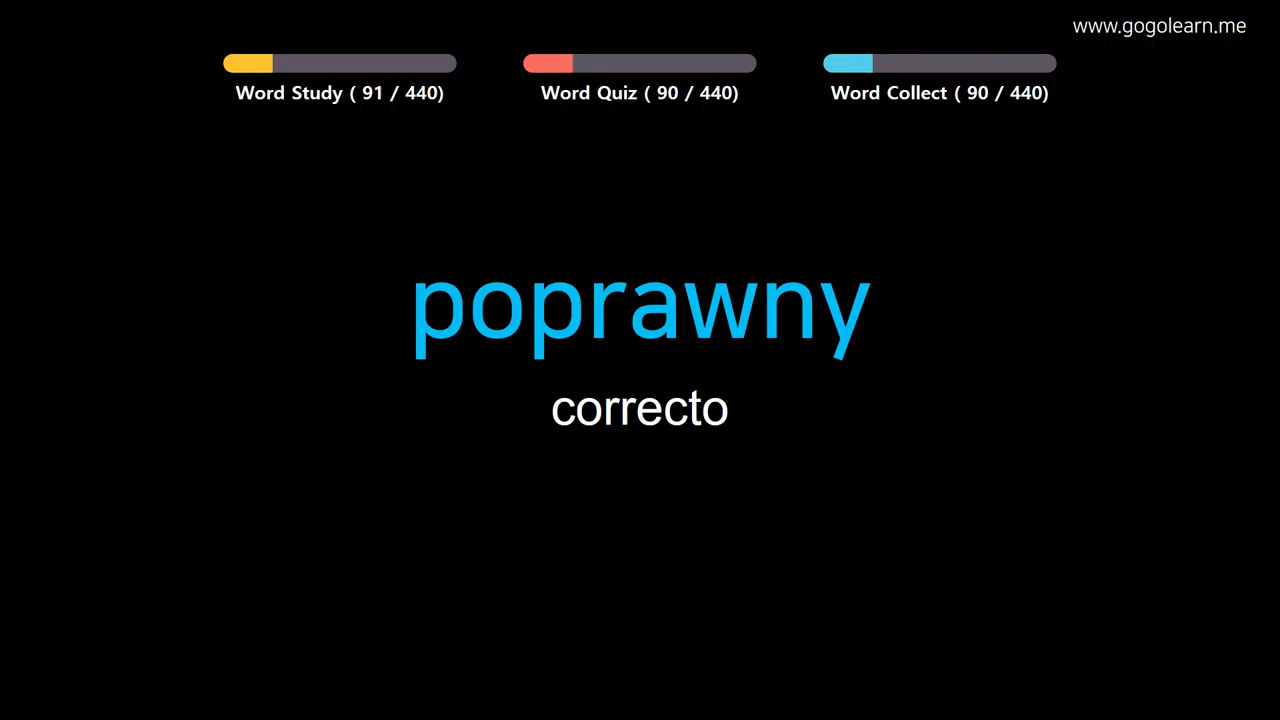 www.gogolearn.me
Word Study ( 91 / 440)
Word Quiz ( 90 / 440)
Word Collect ( 90 / 440)
poprawny
correcto